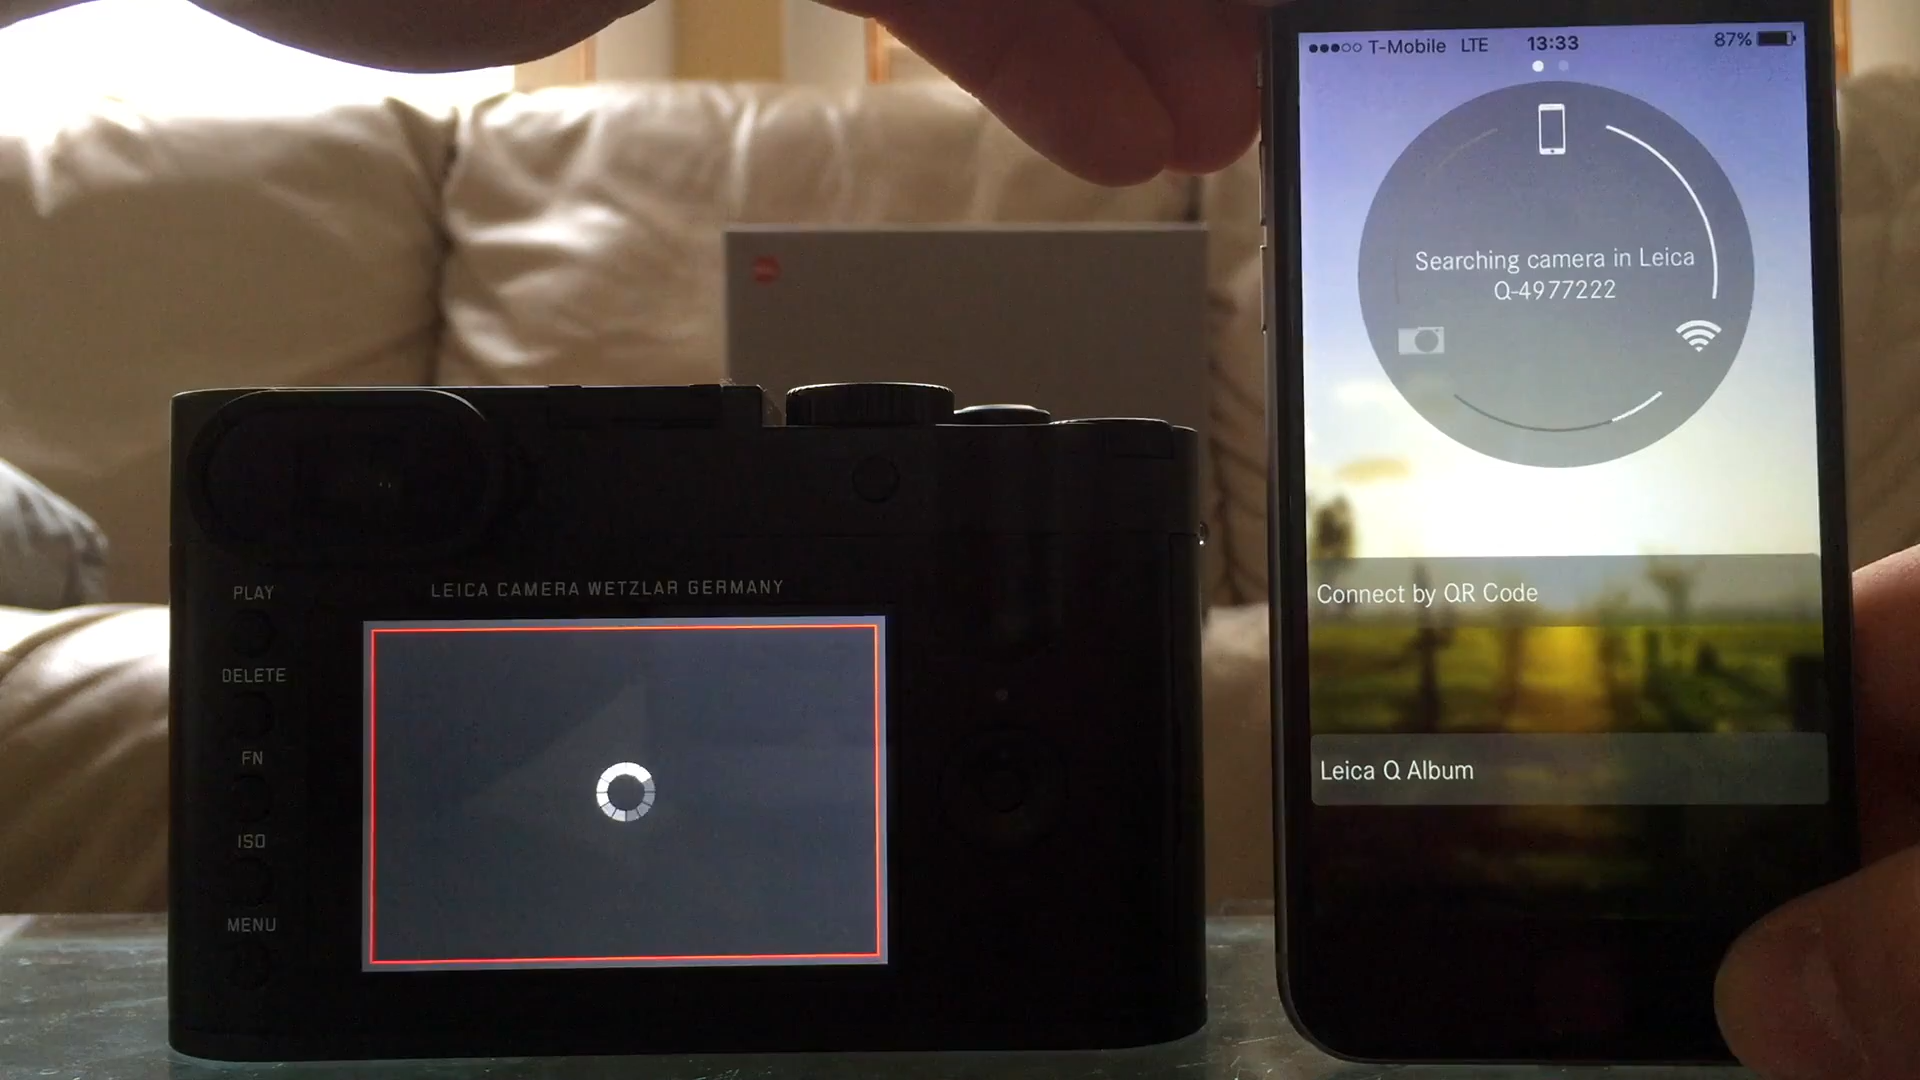 LEICA CAMERA WETZLAR GERMANY
PLAY
DELETE
FN
ISO
MENU
T-Mobile LTE 13:33 87%
Searching camera in Leica
Q-4977222
Connect by QR Code
Leica Q Album